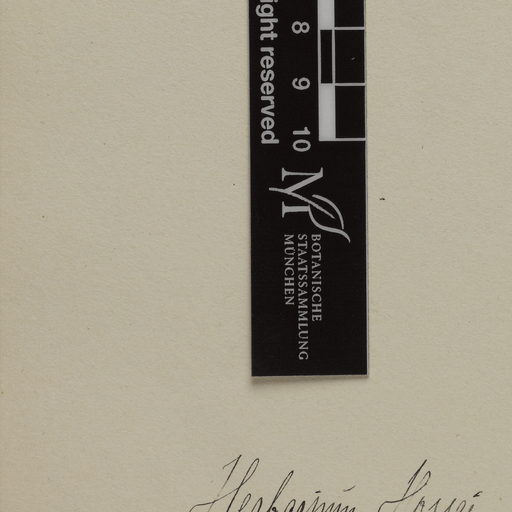 ight reserved
8 9 10
BOTANISCHE
STAATSSAMMLUNG
MÜNCHEN
Herbarium